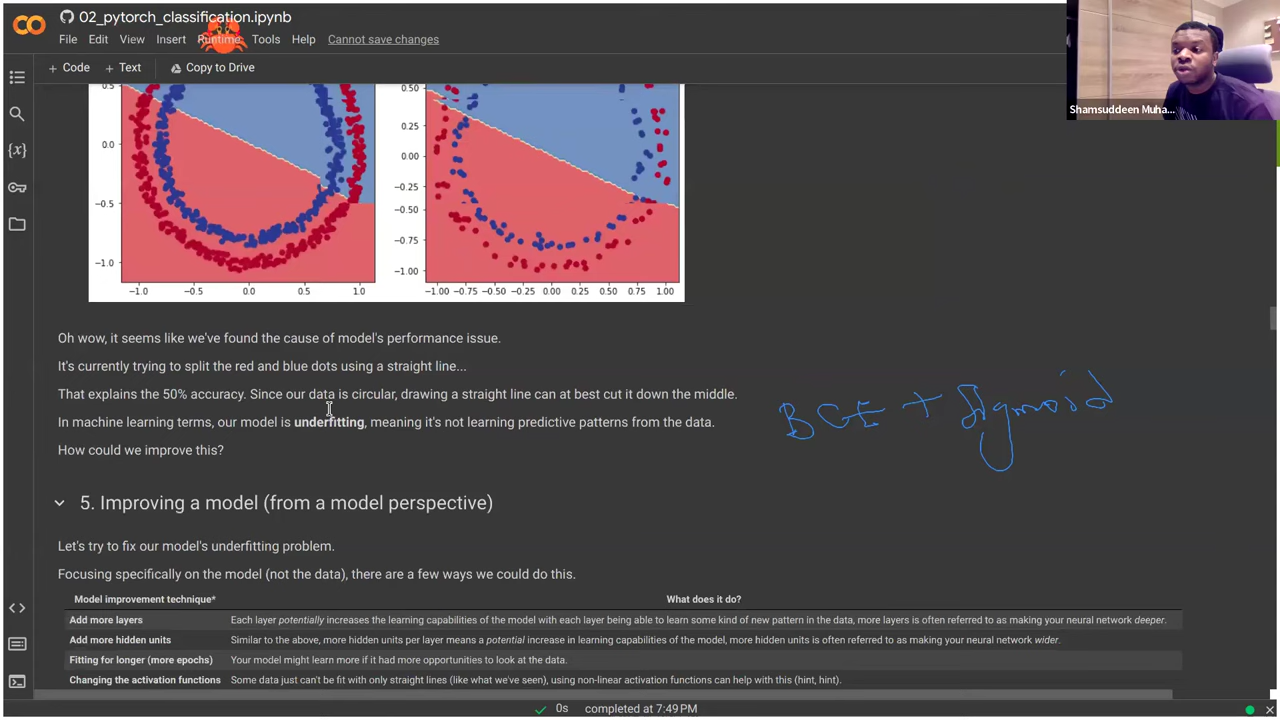 02_pytorch_classification.ipynb
File Edit View Insert Runtime Tools Help Cannot save changes
+ Code + Text Copy to Drive
Shamsuddeen Muha...
0.5 0.50
0.25
0.0 0.00
-0.25
-0.5 -0.50
-0.75
-1.0 -1.00
-1.0 -0.5 0.0 0.5 1.0 -1.00 -0.75 -0.50 -0.25 0.00 0.25 0.50 0.75 1.00
Oh wow, it seems like we've found the cause of model's performance issue.
It's currently trying to split the red and blue dots using a straight line...
That explains the 50% accuracy. Since our data is circular, drawing a straight line can at best cut it down the middle.
In machine learning terms, our model is underfitting, meaning it's not learning predictive patterns from the data.
How could we improve this?
BCE + Sigmoid
5. Improving a model (from a model perspective)
Let's try to fix our model's underfitting problem.
Focusing specifically on the model (not the data), there are a few ways we could do this.
Model improvement technique* What does it do?
Add more layers Each layer potentially increases the learning capabilities of the model with each layer being able to learn some kind of new pattern in the data, more layers is often referred to as making your neural network deeper.
Add more hidden units Similar to the above, more hidden units per layer means a potential increase in learning capabilities of the model, more hidden units is often referred to as making your neural network wider.
Fitting for longer (more epochs) Your model might learn more if it had more opportunities to look at the data.
Changing the activation functions Some data just can't be fit with only straight lines (like what we've seen), using non-linear activation functions can help with this (hint, hint).
0s completed at 7:49 PM